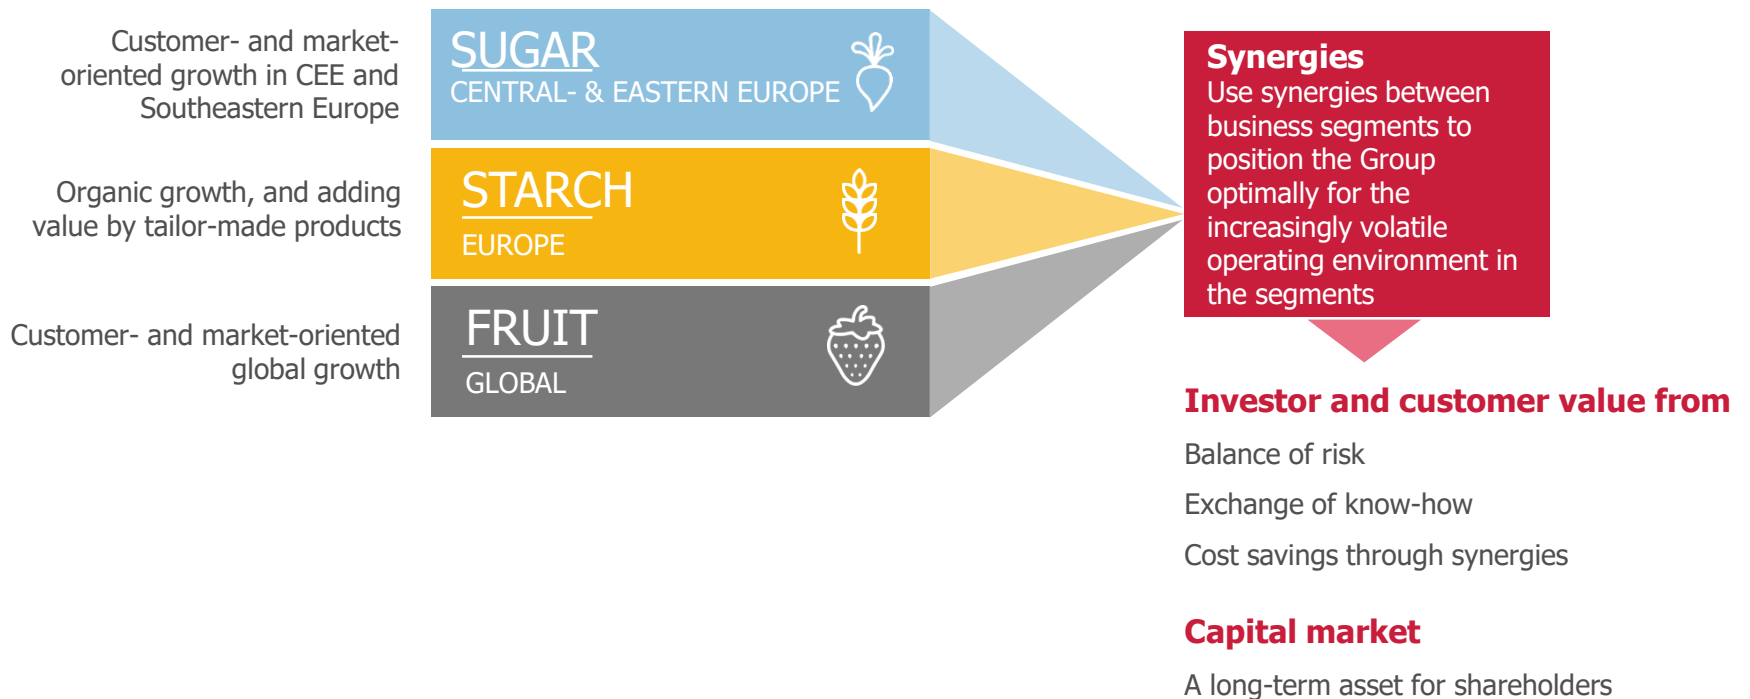 Customer- and market-
oriented growth in CEE and
Southeastern Europe
SUGAR
CENTRAL- & EASTERN EUROPE
Organic growth, and adding
value by tailor-made products
STARCH
EUROPE
Customer- and market-oriented
global growth
FRUIT
GLOBAL
Synergies
Use synergies between
business segments to
position the Group
optimally for the
increasingly volatile
operating environment in
the segments
Investor and customer value from
Balance of risk
Exchange of know-how
Cost savings through synergies
Capital market
A long-term asset for shareholders